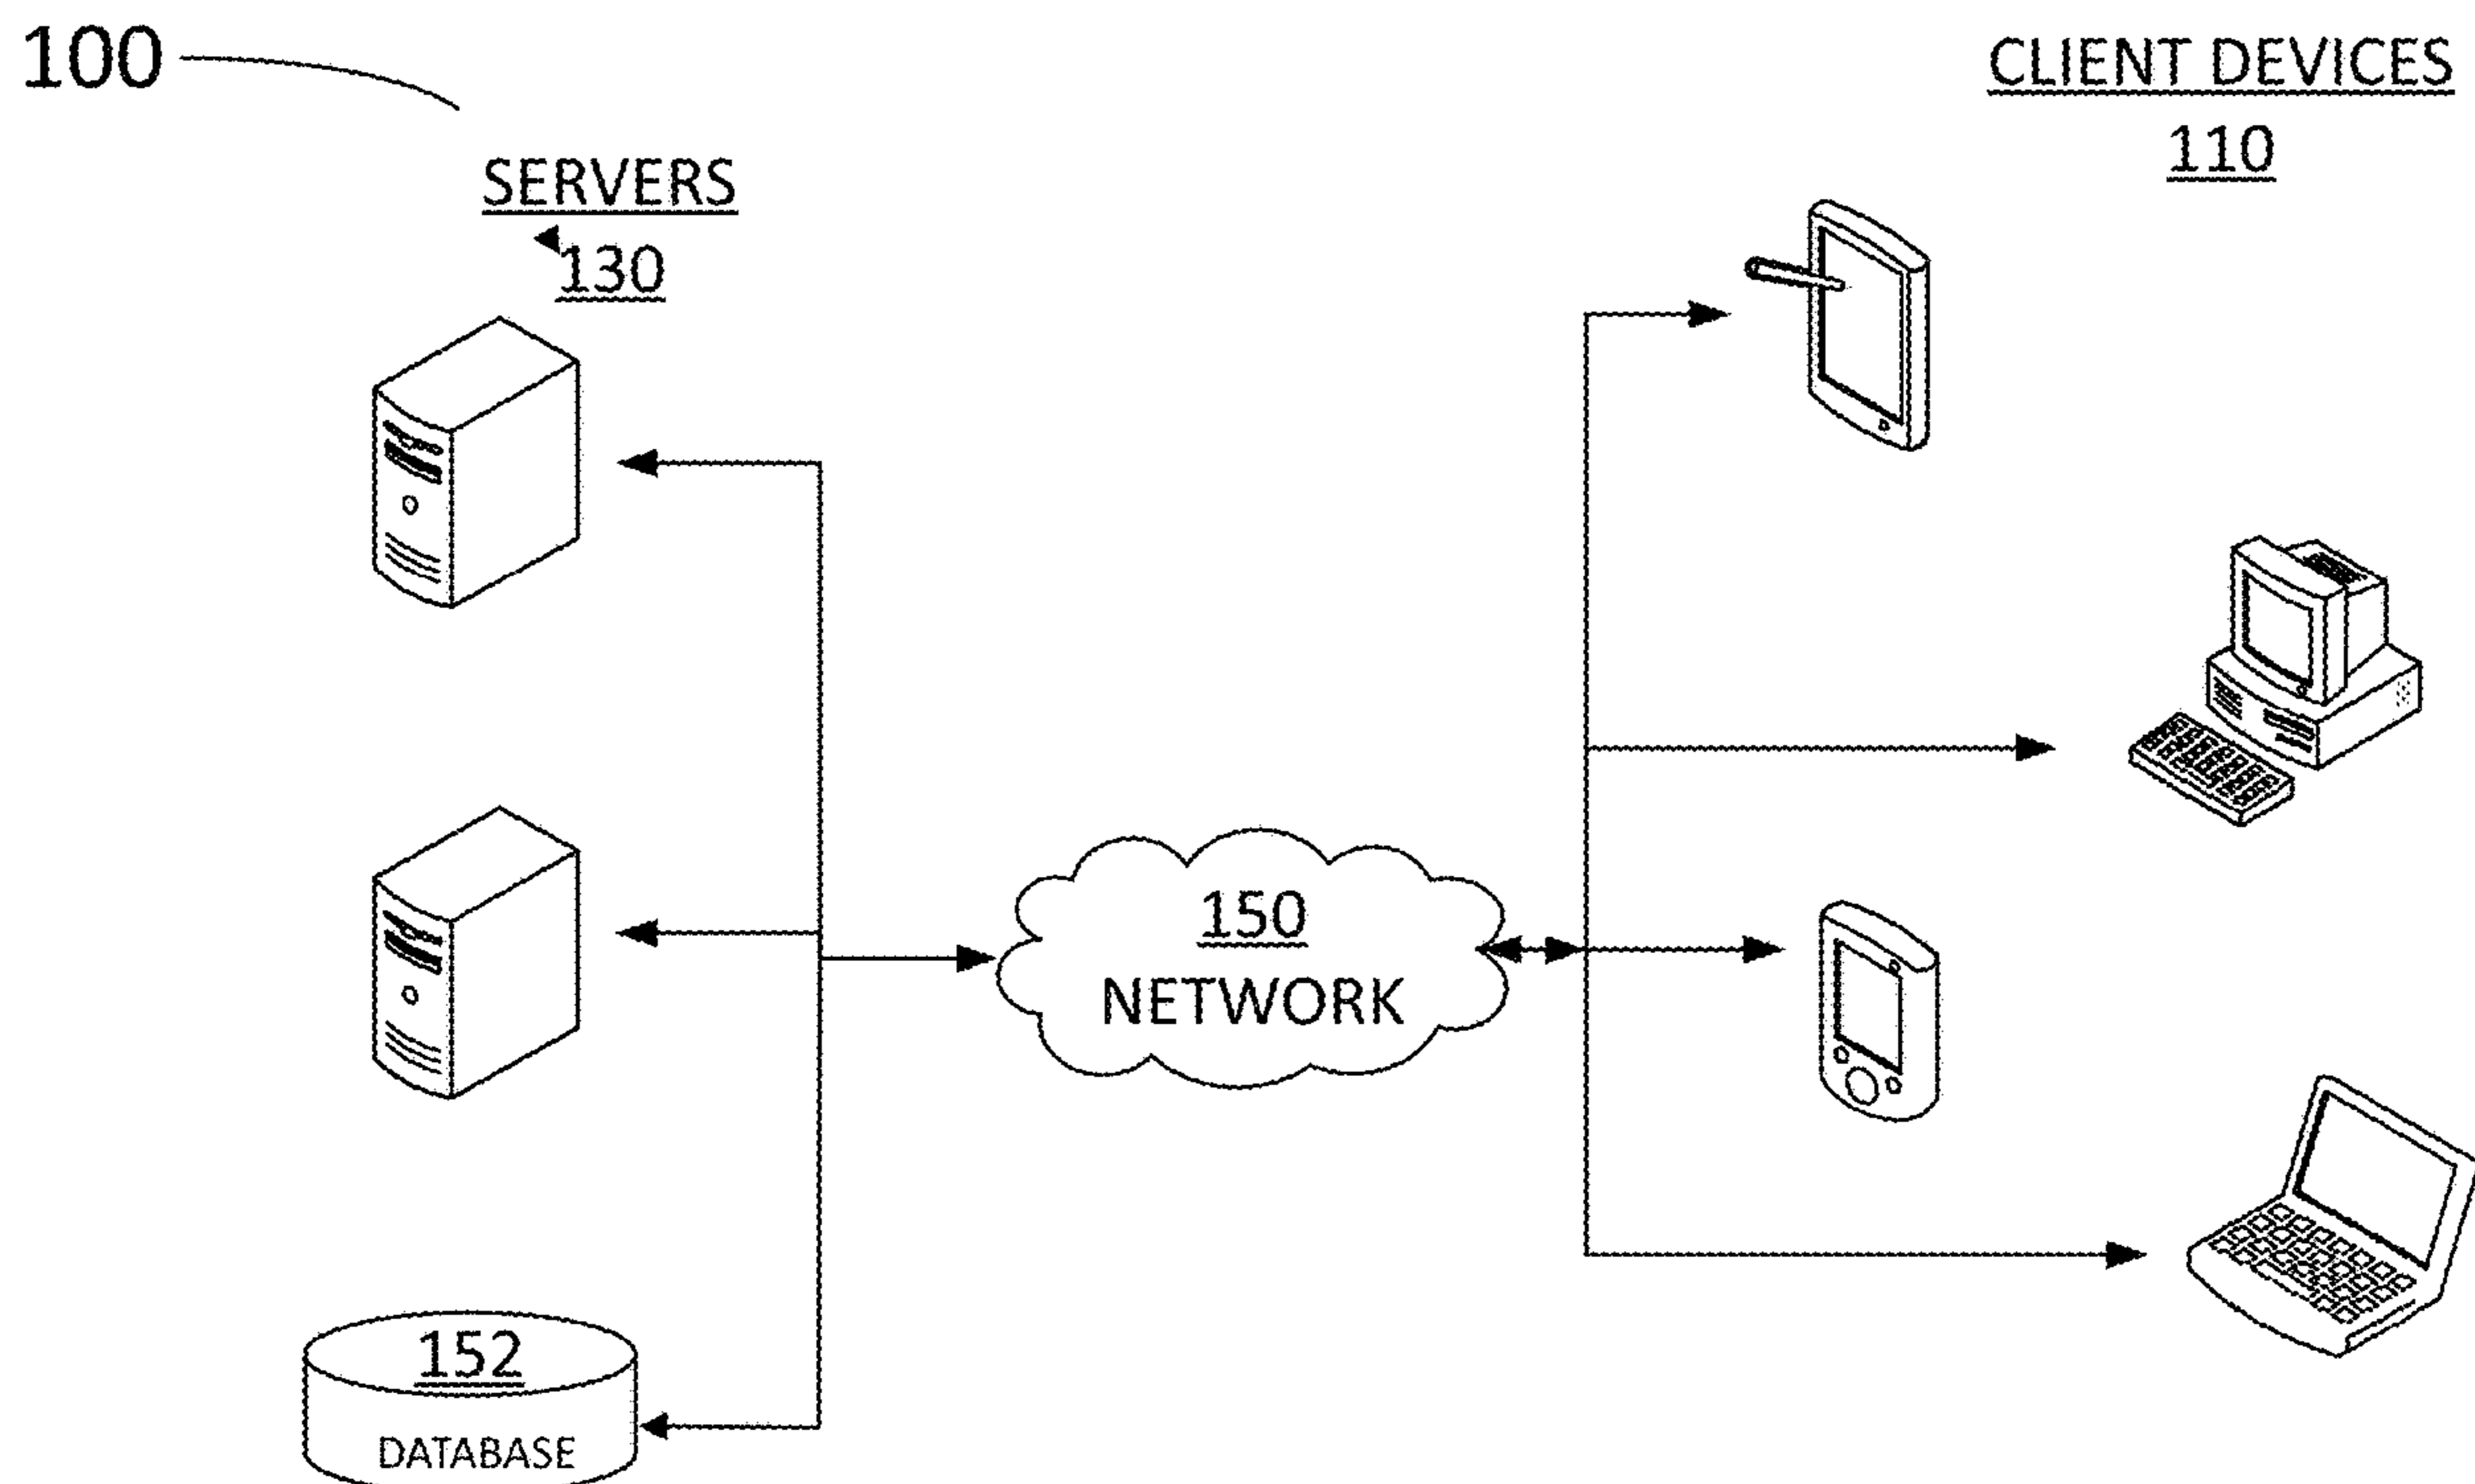 100
CLIENT DEVICES
110
SERVERS
130
150
NETWORK
152
DATABASE